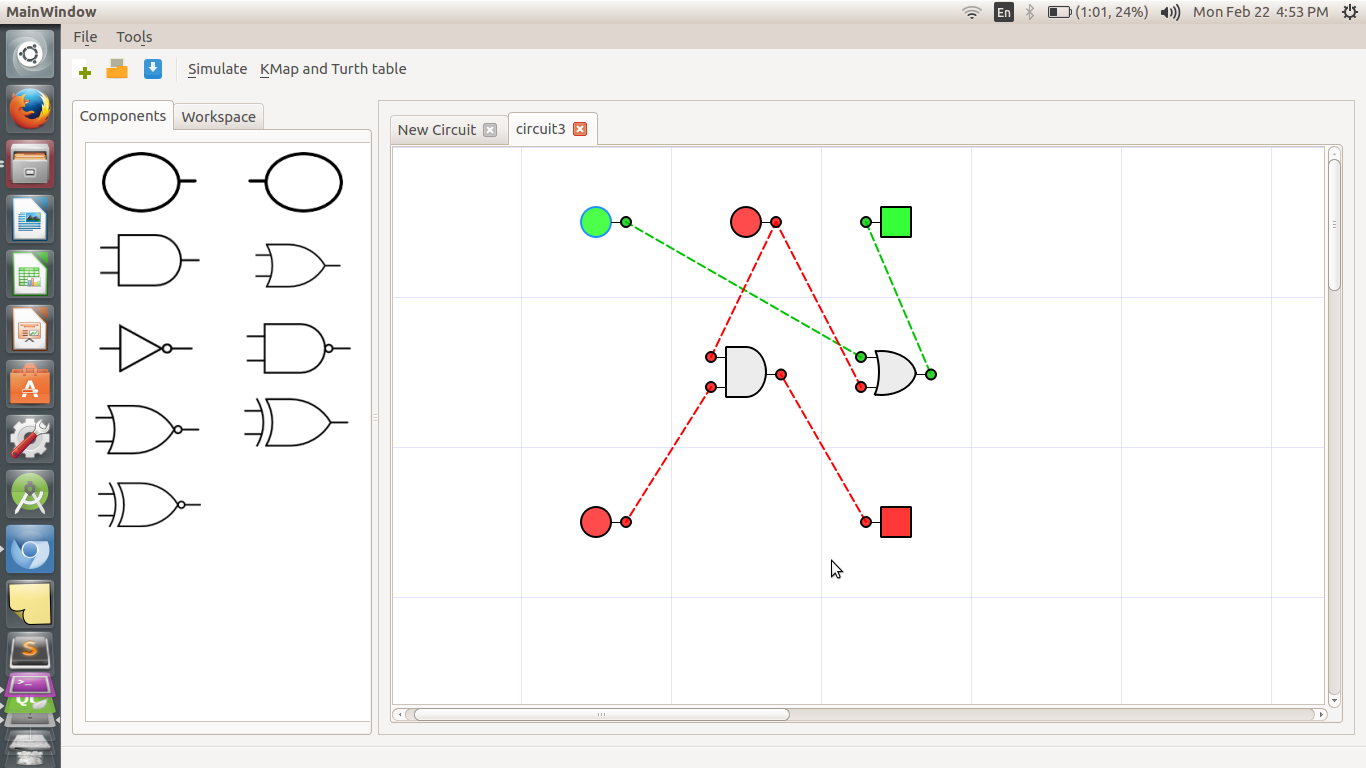 MainWindow
En
(1:01, 24%)
Mon Feb 22 4:53 PM
File Tools
Simulate KMap and Turth table
Components Workspace
New Circuit circuit3
S
>_